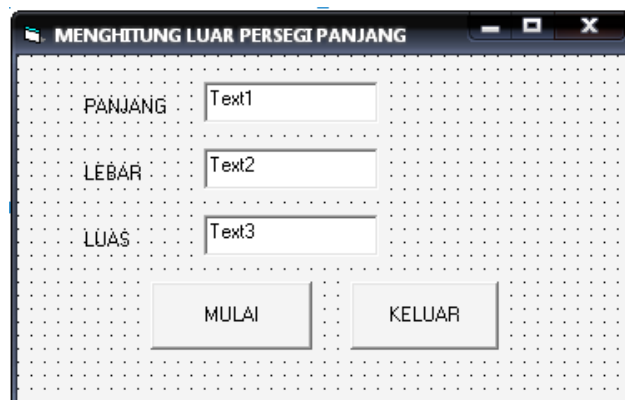 MENGHITUNG LUAR PERSEGI PANJANG
PANJANG Text1
LEBAR Text2
LUAS Text3
MULAI KELUAR